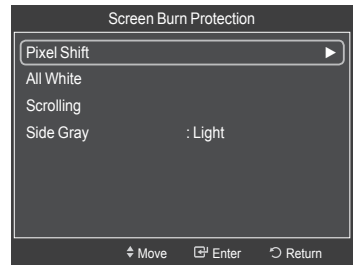 Screen Burn Protection
Pixel Shift ►
All White
Scrolling
Side Gray : Light
Move Enter Return